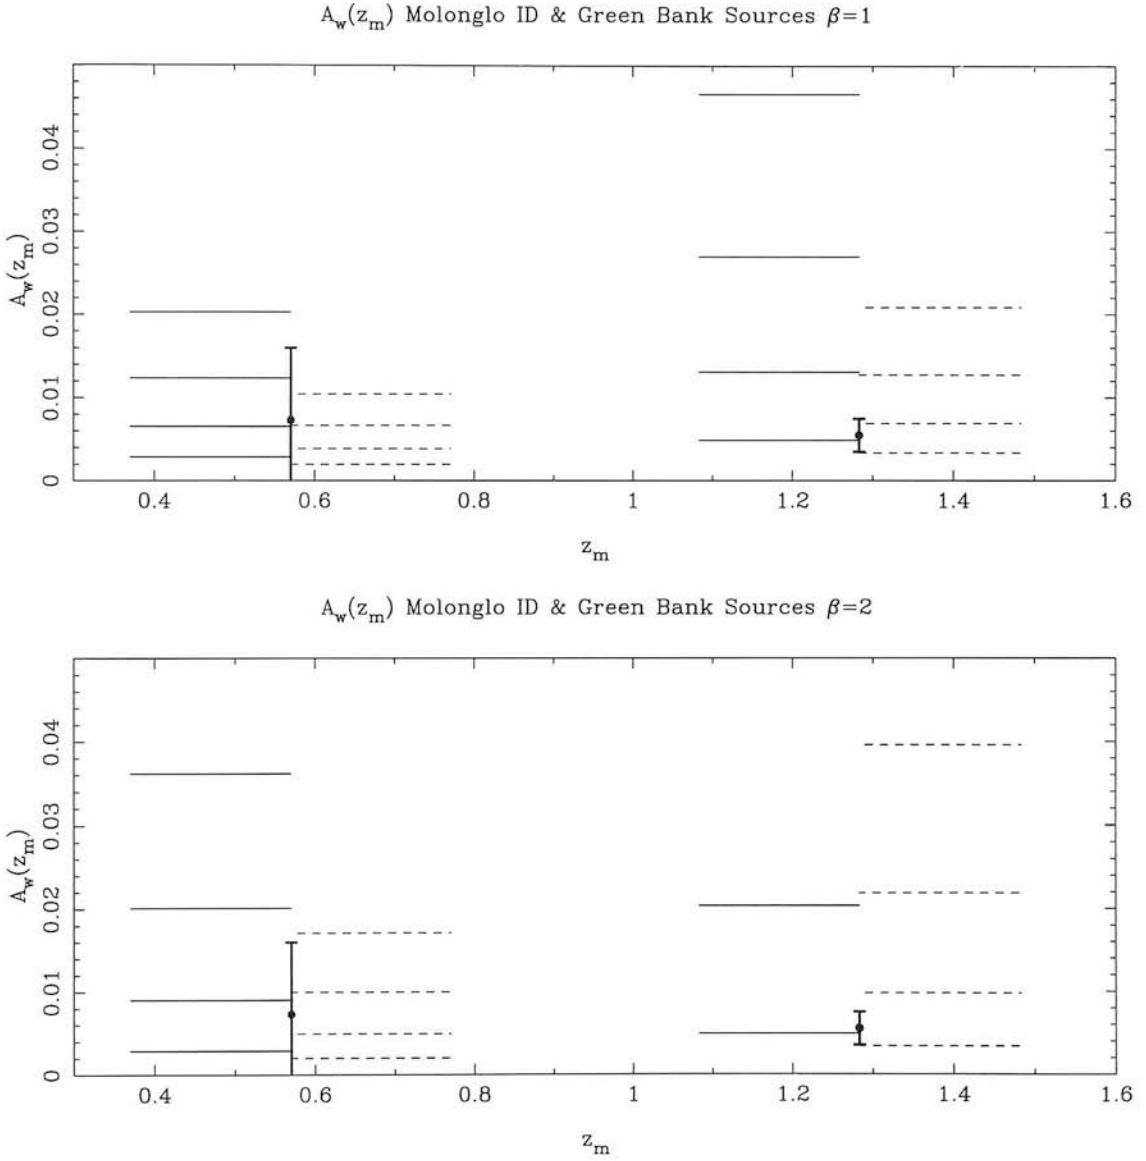 A_w(z_m) Molonglo ID & Green Bank Sources β=1
A_w(z_m)
0.04
0.03
0.02
0.01
0
0.4 0.6 0.8 1 1.2 1.4 1.6
z_m
A_w(z_m) Molonglo ID & Green Bank Sources β=2
A_w(z_m)
0.04
0.03
0.02
0.01
0
0.4 0.6 0.8 1 1.2 1.4 1.6
z_m